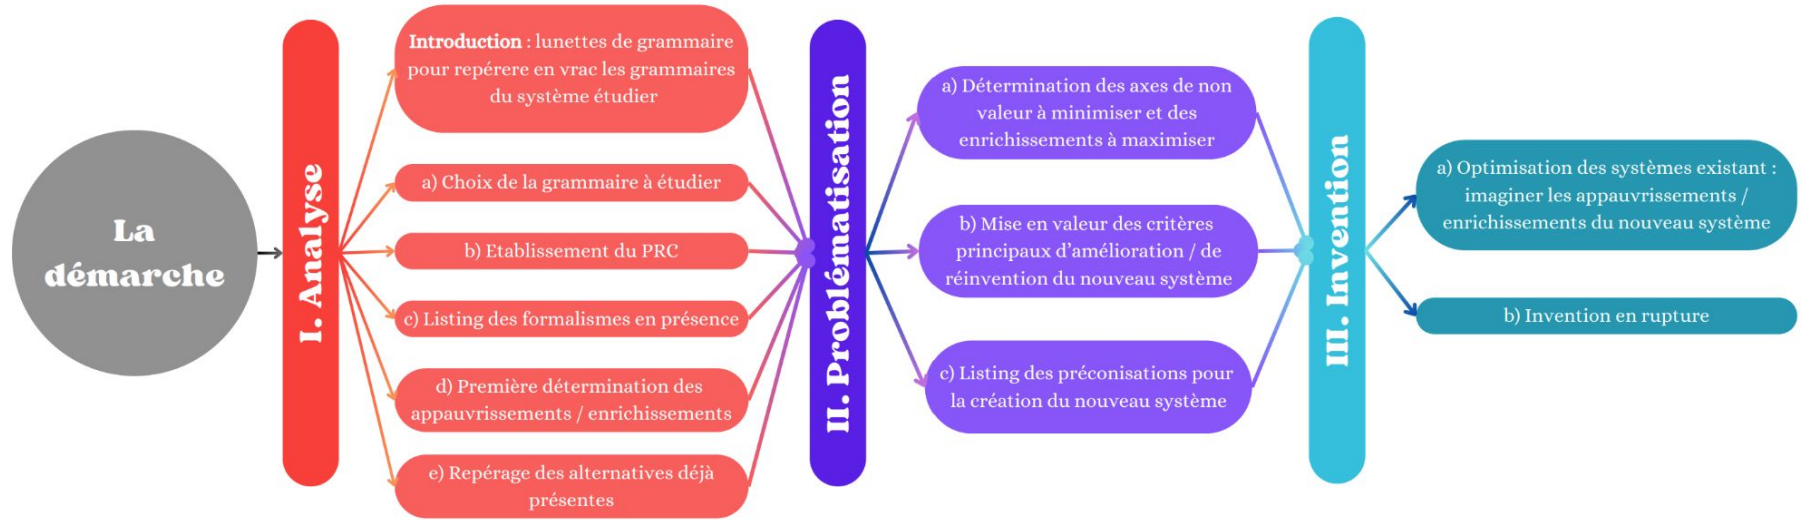 La
démarche
I. Analyse
Introduction : lunettes de grammaire
pour repérere en vrac les grammaires
du système étudier
a) Choix de la grammaire à étudier
b) Etablissement du PRC
c) Listing des formalismes en présence
d) Première détermination des
appauvrissements / enrichissements
e) Repérage des alternatives déjà
présentes
II. Problématisation
a) Détermination des axes de non
valeur à minimiser et des
enrichissements à maximiser
b) Mise en valeur des critères
principaux d'amélioration / de
réinvention du nouveau système
c) Listing des préconisations pour
la création du nouveau système
III. Invention
a) Optimisation des systèmes existant :
imaginer les appauvrissements /
enrichissements du nouveau système
b) Invention en rupture